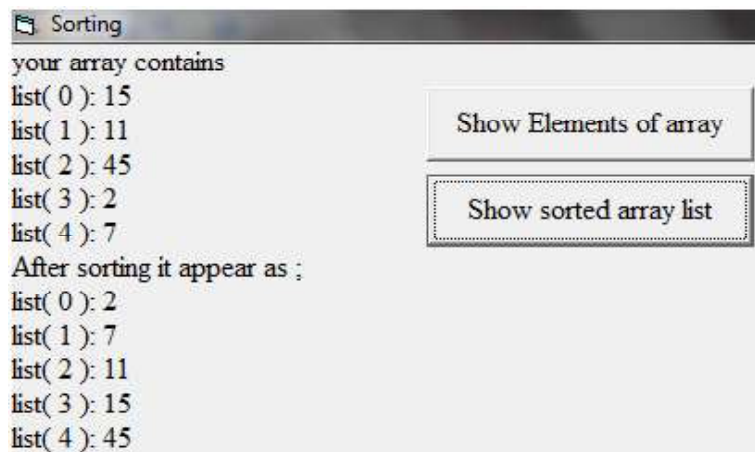 Sorting
your array contains
list( 0 ): 15
list( 1 ): 11
list( 2 ): 45
list( 3 ): 2
list( 4 ): 7
After sorting it appear as ;
list( 0 ): 2
list( 1 ): 7
list( 2 ): 11
list( 3 ): 15
list( 4 ): 45
Show Elements of array
Show sorted array list